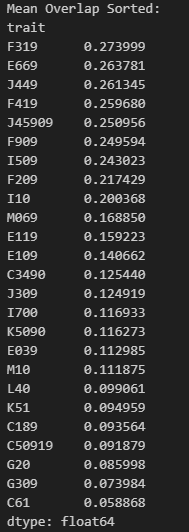 Mean Overlap Sorted:
trait
F319 0.273999
E669 0.263781
J449 0.261345
F419 0.259680
J45909 0.250956
F909 0.249594
I509 0.243023
F209 0.217429
I10 0.200368
M069 0.168850
E119 0.159223
E109 0.140662
C3490 0.125440
J309 0.124919
I700 0.116933
K5090 0.116273
E039 0.112985
M10 0.111875
L40 0.099061
K51 0.094959
C189 0.093564
C50919 0.091879
G20 0.085998
G309 0.073984
C61 0.058868
dtype: float64